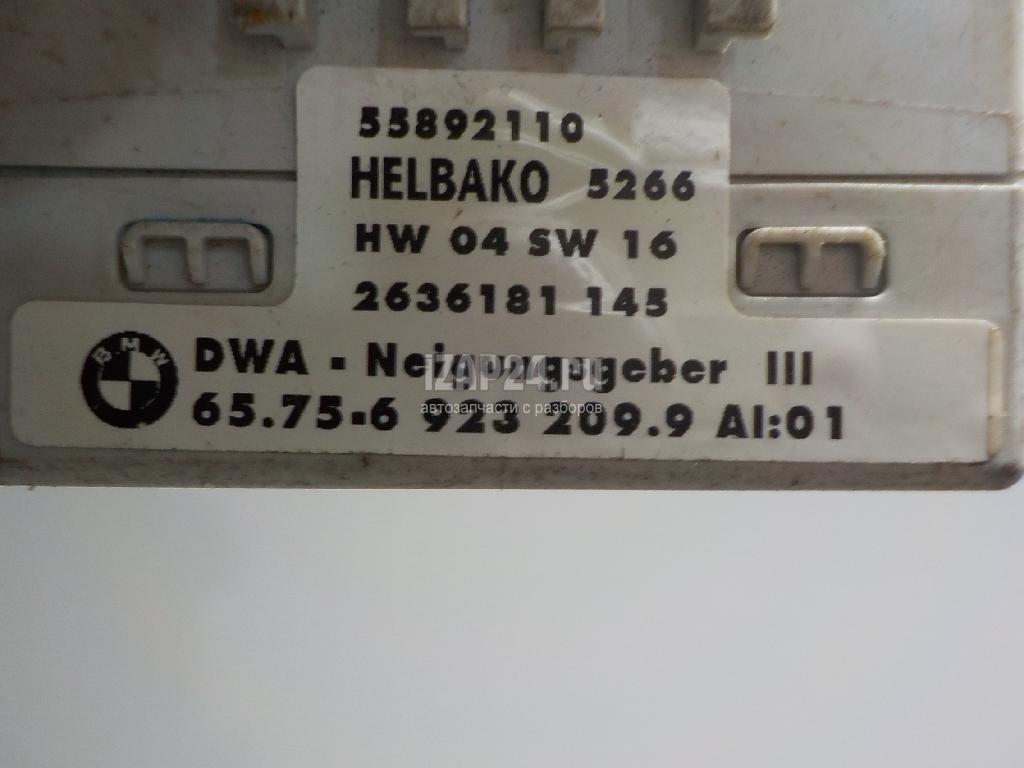 55892110
HELBAKO 5266
HW 04 SW 16
2636181 145
BMW
DWA - Neigungsgeber III
iZAP24.ru
65.75-6 923 209.9 AI:01
автозапчасти с разборов